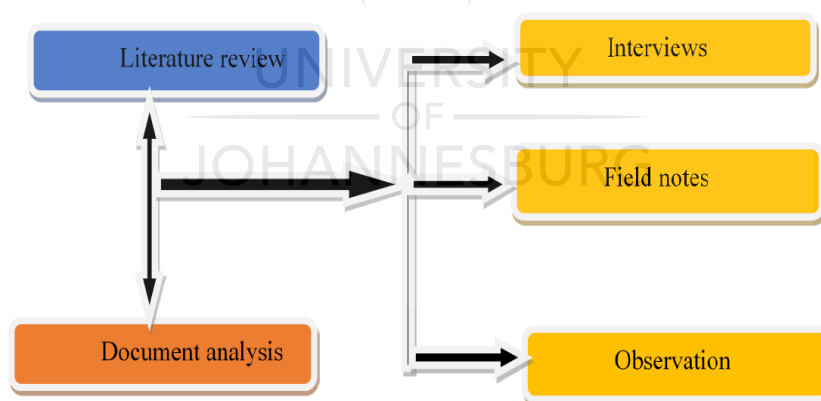 Literature review
Interviews
UNIVERSITY
OF
JOHANNESBURG
Field notes
Document analysis
Observation